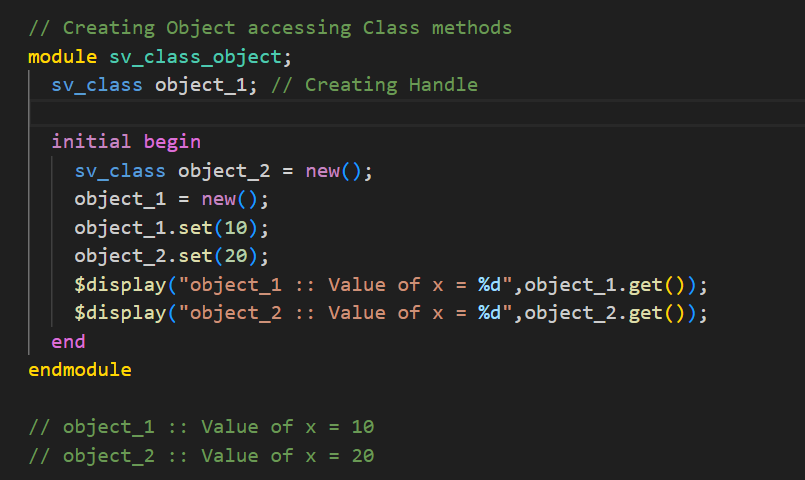 // Creating Object accessing Class methods
module sv_class_object;
  sv_class object_1; // Creating Handle

  initial begin
    sv_class object_2 = new();
    object_1 = new();
    object_1.set(10);
    object_2.set(20);
    $display("object_1 :: Value of x = %d",object_1.get());
    $display("object_2 :: Value of x = %d",object_2.get());
  end
endmodule

// object_1 :: Value of x = 10
// object_2 :: Value of x = 20